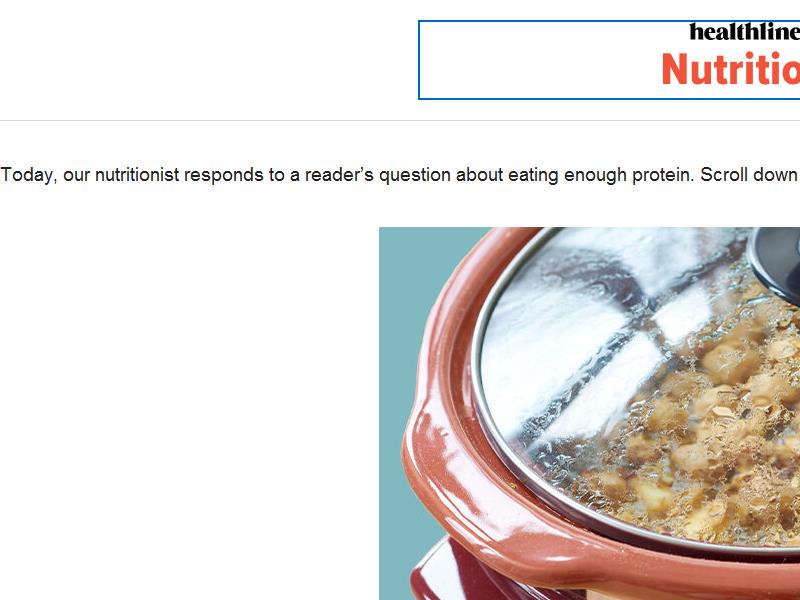 healthline
Nutritio
Today, our nutritionist responds to a reader’s question about eating enough protein. Scroll down